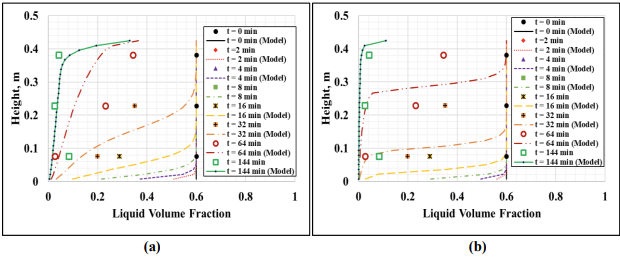 0.5
0.4
0.3
0.2
0.1
0
Height, m
0 0.2 0.4 0.6 0.8 1
Liquid Volume Fraction
t = 0 min
t = 0 min (Model)
t =2 min
t = 2 min (Model)
t = 4 min
t = 4 min (Model)
t = 8 min
t = 8 min (Model)
t = 16 min
t = 16 min (Model)
t = 32 min
t = 32 min (Model)
t = 64 min
t = 64 min (Model)
t = 144 min
t = 144 min (Model)
(a)
0.5
0.4
0.3
0.2
0.1
0
Height, m
0 0.2 0.4 0.6 0.8 1
Liquid Volume Fraction
t = 0 min
t = 0 min (Model)
t =2 min
t = 2 min (Model)
t = 4 min
t = 4 min (Model)
t = 8 min
t = 8 min (Model)
t = 16 min
t = 16 min (Model)
t = 32 min
t = 32 min (Model)
t = 64 min
t = 64 min (Model)
t = 144 min
t = 144 min (Model)
(b)